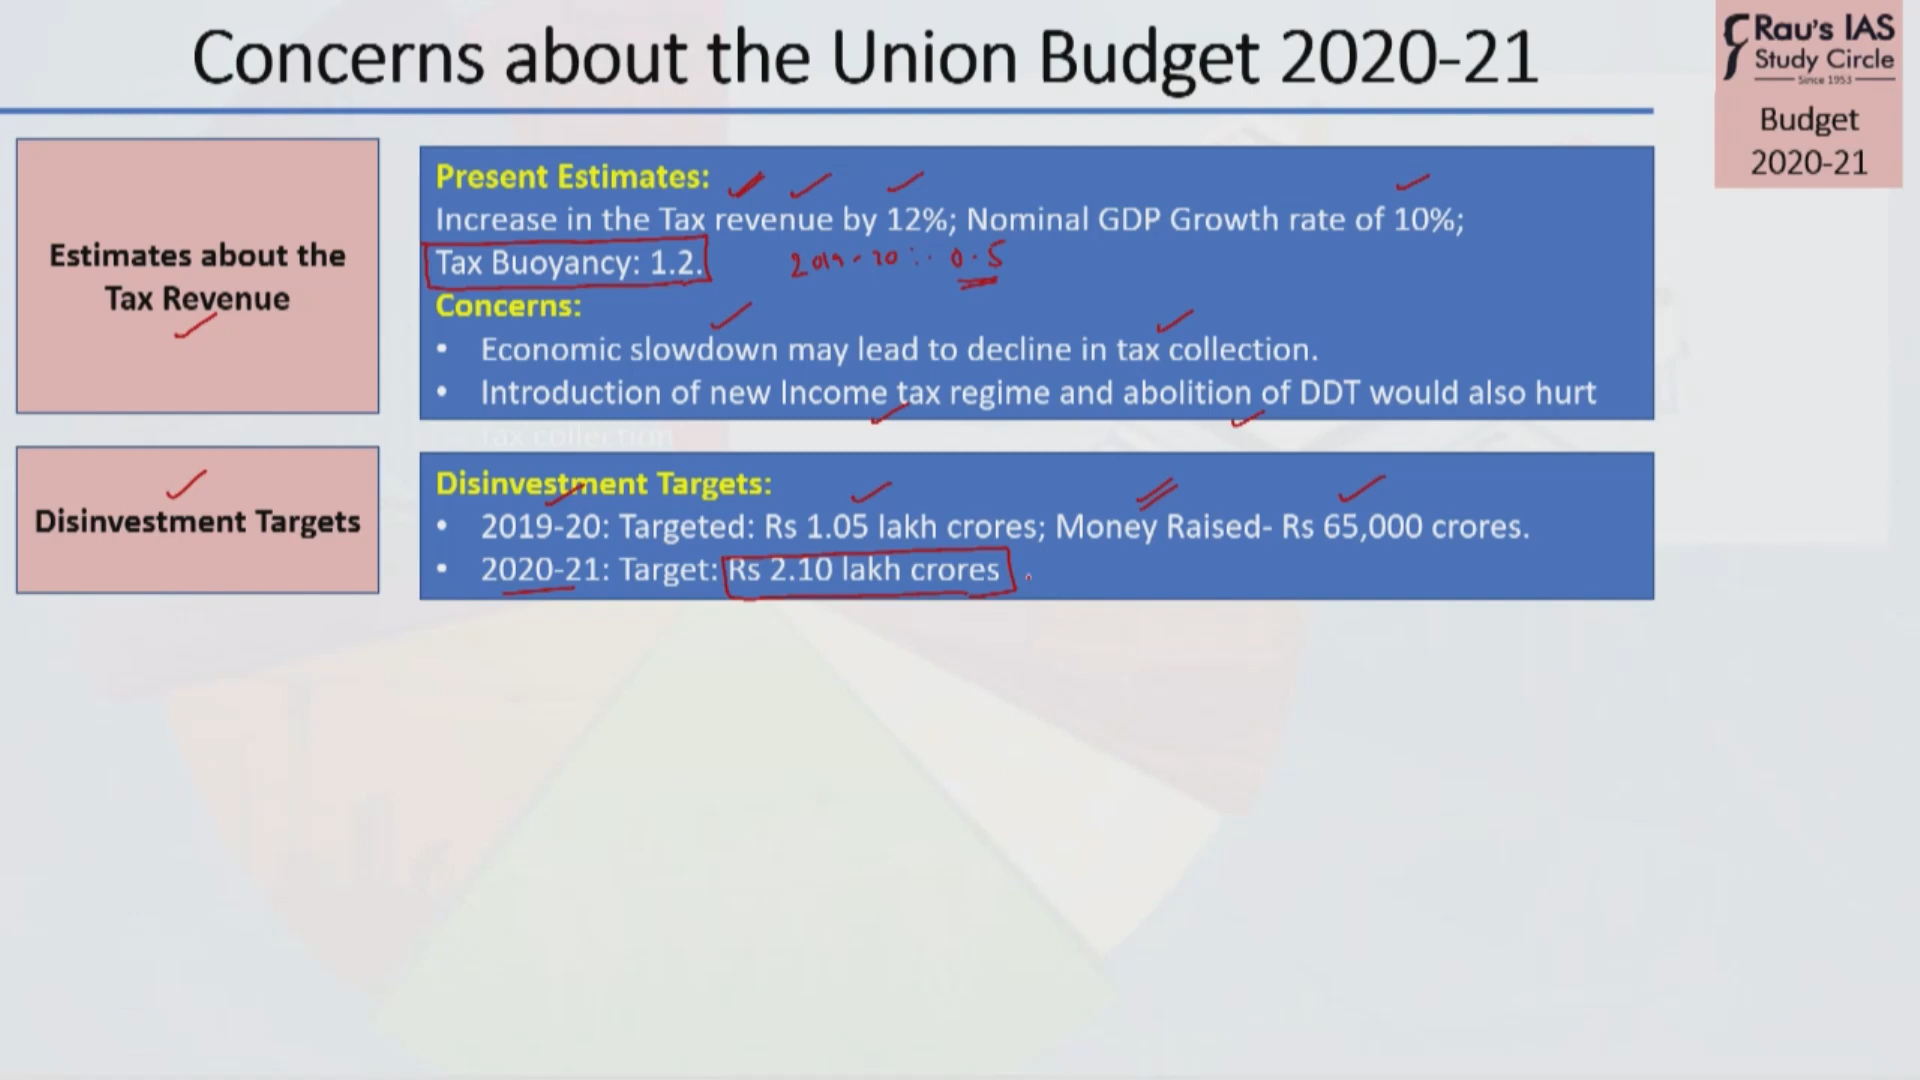 Concerns about the Union Budget 2020-21
Rau's IAS
Study Circle
Since 1953
Budget
2020-21
Estimates about the
Tax Revenue
Present Estimates:
Increase in the Tax revenue by 12%; Nominal GDP Growth rate of 10%;
Tax Buoyancy: 1.2.
2019-20: 0.5
Concerns:
• Economic slowdown may lead to decline in tax collection.
• Introduction of new Income tax regime and abolition of DDT would also hurt
tax collection
Disinvestment Targets
Disinvestment Targets:
• 2019-20: Targeted: Rs 1.05 lakh crores; Money Raised- Rs 65,000 crores.
• 2020-21: Target: Rs 2.10 lakh crores